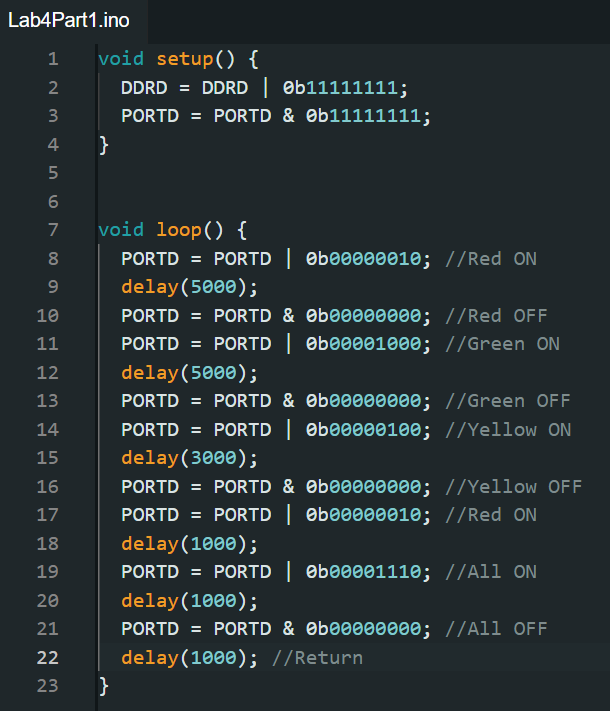 Lab4Part1.ino
1 void setup() {
2 DDRD = DDRD | 0b11111111;
3 PORTD = PORTD & 0b11111111;
4 }
5
6
7 void loop() {
8 PORTD = PORTD | 0b00000010; //Red ON
9 delay(5000);
10 PORTD = PORTD & 0b00000000; //Red OFF
11 PORTD = PORTD | 0b00001000; //Green ON
12 delay(5000);
13 PORTD = PORTD & 0b00000000; //Green OFF
14 PORTD = PORTD | 0b00000100; //Yellow ON
15 delay(3000);
16 PORTD = PORTD & 0b00000000; //Yellow OFF
17 PORTD = PORTD | 0b00000010; //Red ON
18 delay(1000);
19 PORTD = PORTD | 0b00001110; //All ON
20 delay(1000);
21 PORTD = PORTD & 0b00000000; //All OFF
22 delay(1000); //Return
23 }